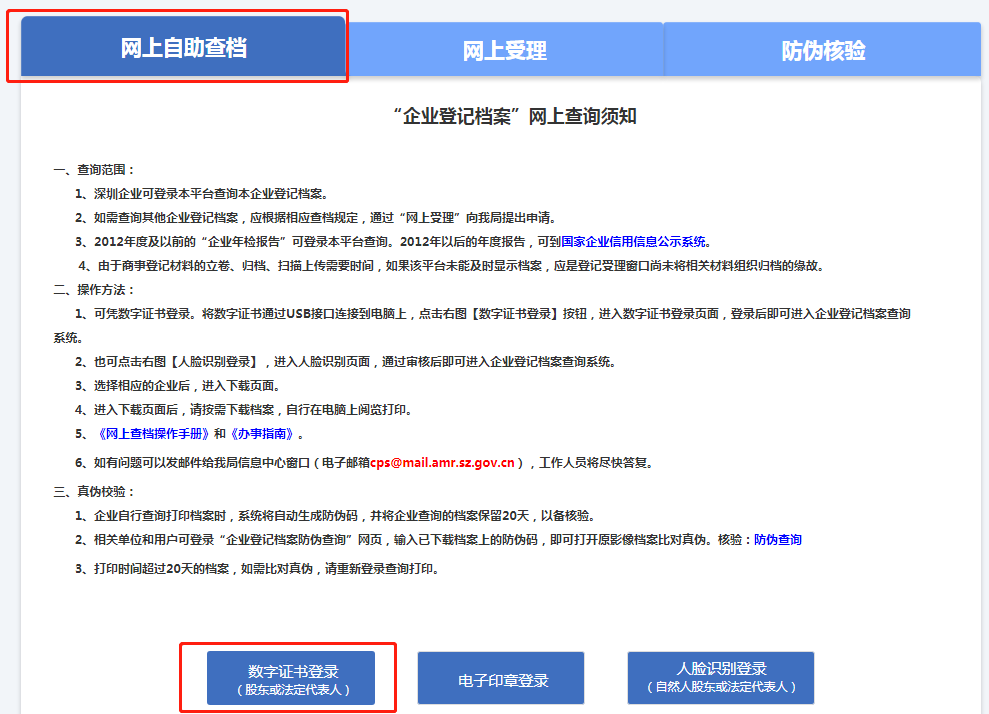 网上自助查档
网上受理
防伪核验
“企业登记档案”网上查询须知
一、查询范围：
1、深圳企业可登录本平台查询本企业登记档案。
2、如需查询其他企业登记档案，应根据相应查档规定，通过“网上受理”向我局提出申请。
3、2012年度及以前的“企业年检报告”可登录本平台查询。2012年以后的年度报告，可到国家企业信用信息公示系统。
4、由于商事登记材料的立卷、归档、扫描上传需要时间，如果该平台未能及时显示档案，应是登记受理窗口尚未将相关材料组织归档的缘故。
二、操作方法：
1、可凭数字证书登录。将数字证书通过USB接口连接到电脑上，点击右图【数字证书登录】按钮，进入数字证书登录页面，登录后即可进入企业登记档案查询
系统。
2、也可点击右图【人脸识别登录】，进入人脸识别页面，通过审核后即可进入企业登记档案查询系统。
3、选择相应的企业后，进入下载页面。
4、进入下载页面后，请按需下载档案，自行在电脑上阅览打印。
5、《网上查档操作手册》和《办事指南》。
6、如有问题可以发邮件给我局信息中心窗口（电子邮箱cps@mail.amr.sz.gov.cn），工作人员将尽快答复。
三、真伪校验：
1、企业自行查询打印档案时，系统将自动生成防伪码，并将企业查询的档案保留20天，以备核验。
2、相关单位和用户可登录“企业登记档案防伪查询”网页，输入已下载档案上的防伪码，即可打开原影像档案比对真伪。核验：防伪查询
3、打印时间超过20天的档案，如需比对真伪，请重新登录查询打印。
数字证书登录
（股东或法定代表人）
电子印章登录
人脸识别登录
（自然人股东或法定代表人）